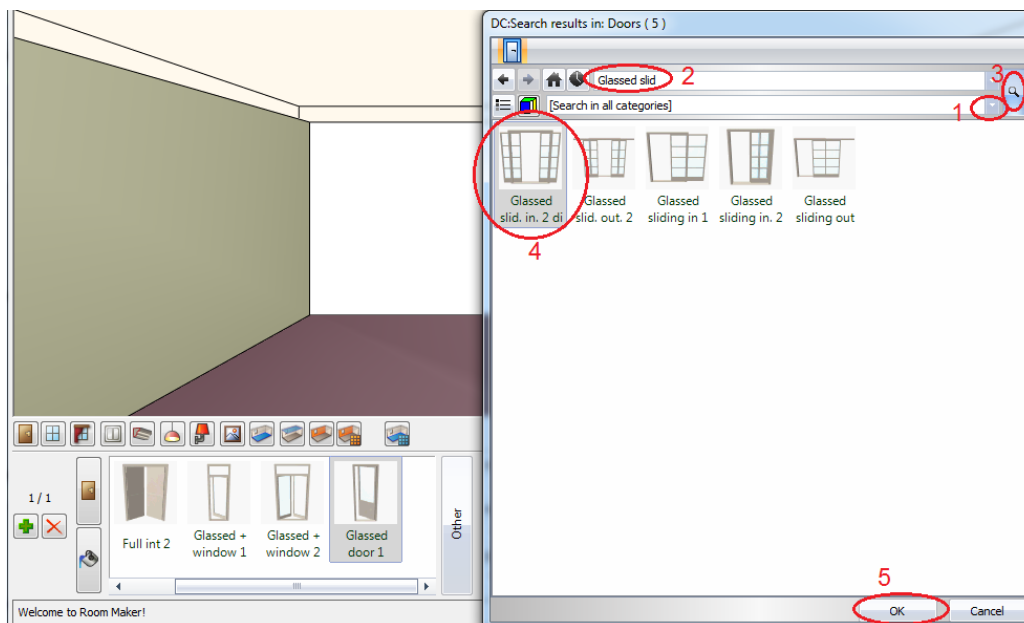 DC:Search results in: Doors ( 5 )
Glassed slid
2
3
[Search in all categories]
1
Glassed
slid. in. 2 di
Glassed
slid. out. 2
Glassed
sliding in 1
Glassed
sliding in. 2
Glassed
sliding out
4
1 / 1
Full int 2
Glassed +
window 1
Glassed +
window 2
Glassed
door 1
Other
5
OK
Cancel
Welcome to Room Maker!